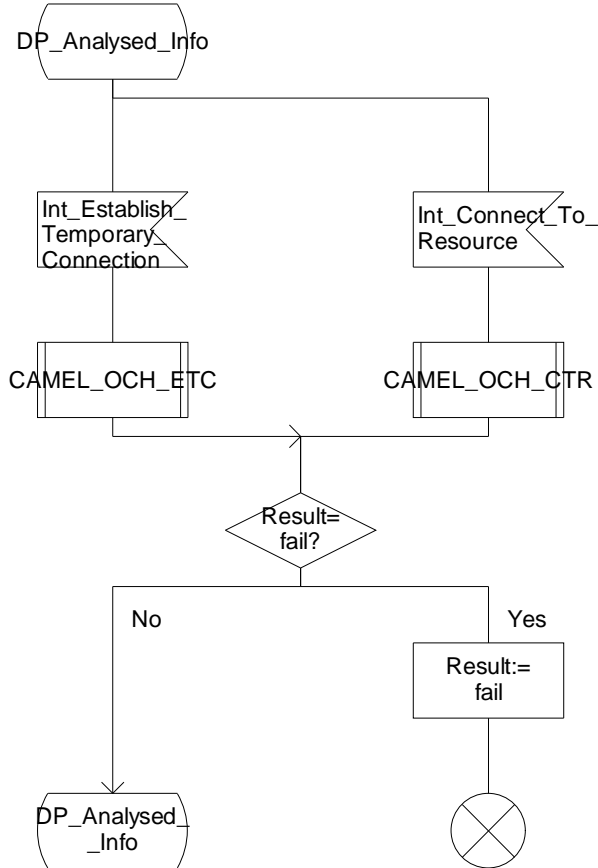 DP_Analysed_Info
Int_Establish_
Temporary_
Connection
Int_Connect_To_
Resource
CAMEL_OCH_ETC
CAMEL_OCH_CTR
Result=
fail?
No
Yes
Result:=
fail
DP_Analysed_
_Info